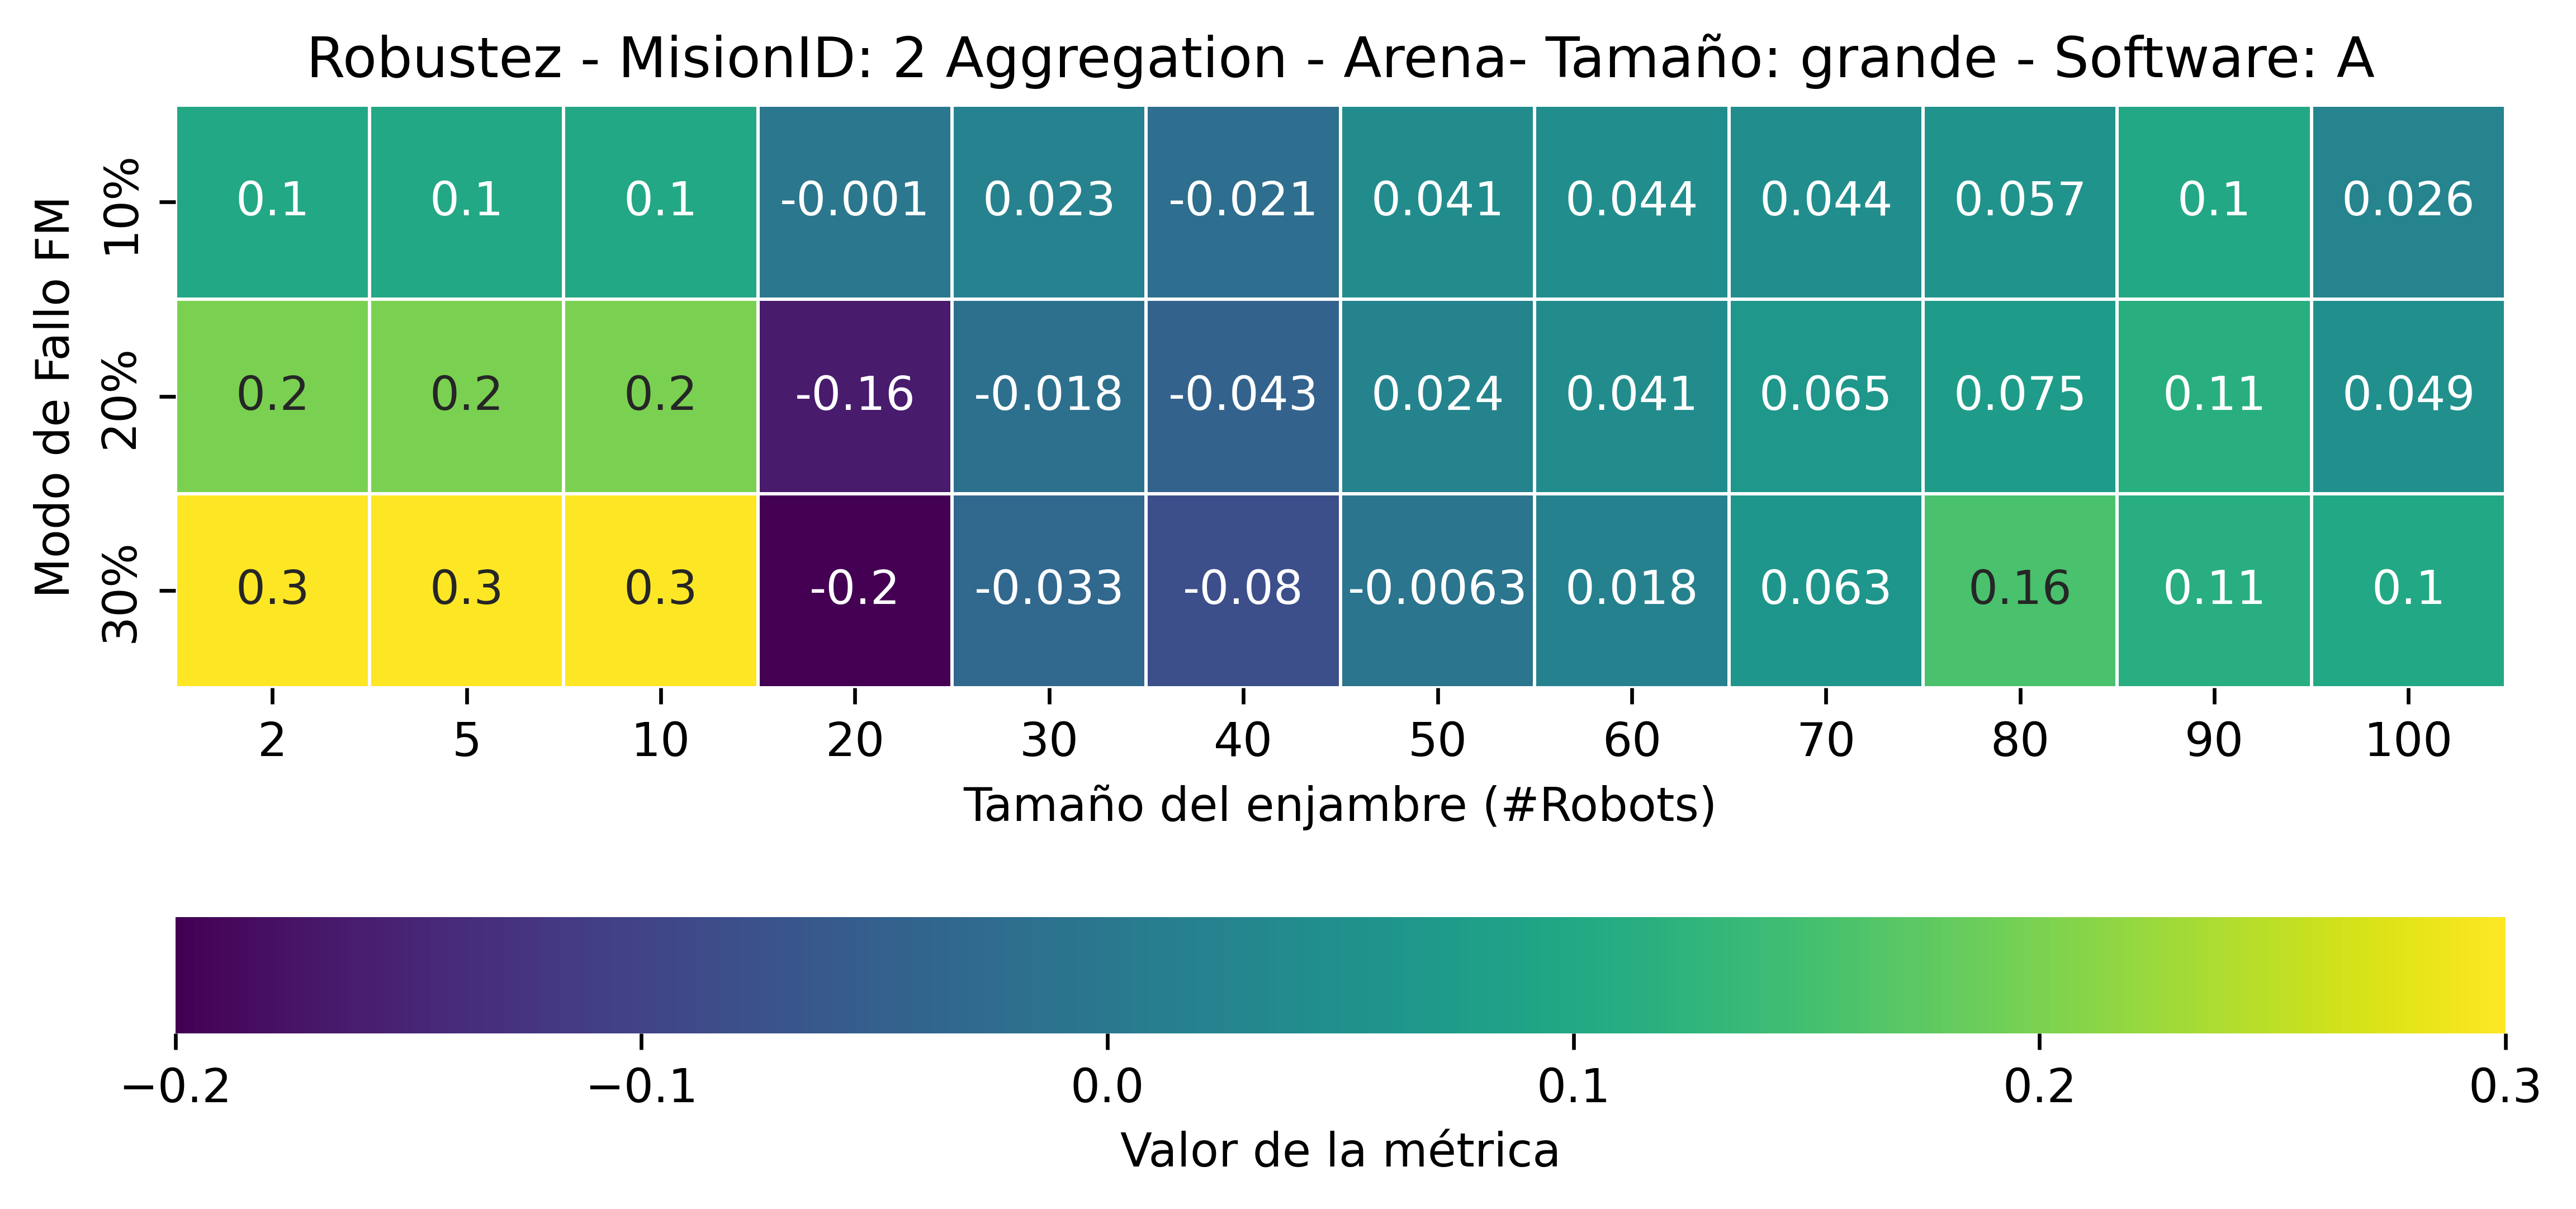 Robustez - MisionID: 2 Aggregation - Arena- Tamaño: grande - Software: A
Modo de Fallo FM
10% 0.1 0.1 0.1 -0.001 0.023 -0.021 0.041 0.044 0.044 0.057 0.1 0.026
20% 0.2 0.2 0.2 -0.16 -0.018 -0.043 0.024 0.041 0.065 0.075 0.11 0.049
30% 0.3 0.3 0.3 -0.2 -0.033 -0.08 -0.0063 0.018 0.063 0.16 0.11 0.1
2 5 10 20 30 40 50 60 70 80 90 100
Tamaño del enjambre (#Robots)
−0.2 −0.1 0.0 0.1 0.2 0.3
Valor de la métrica